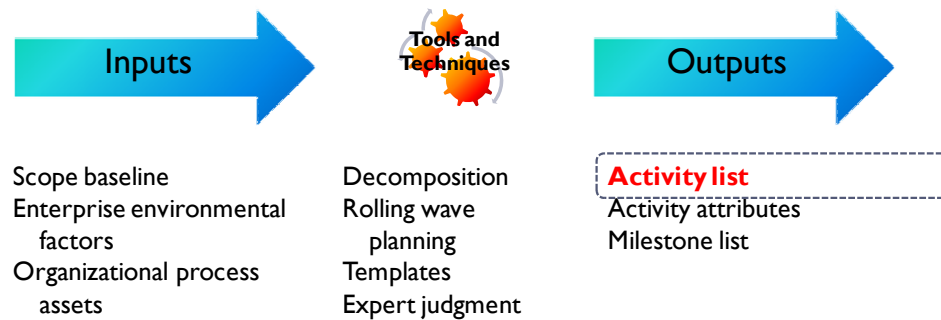 Inputs
Tools and
Techniques
Outputs
Scope baseline
Enterprise environmental
factors
Organizational process
assets
Decomposition
Rolling wave
planning
Templates
Expert judgment
Activity list
Activity attributes
Milestone list